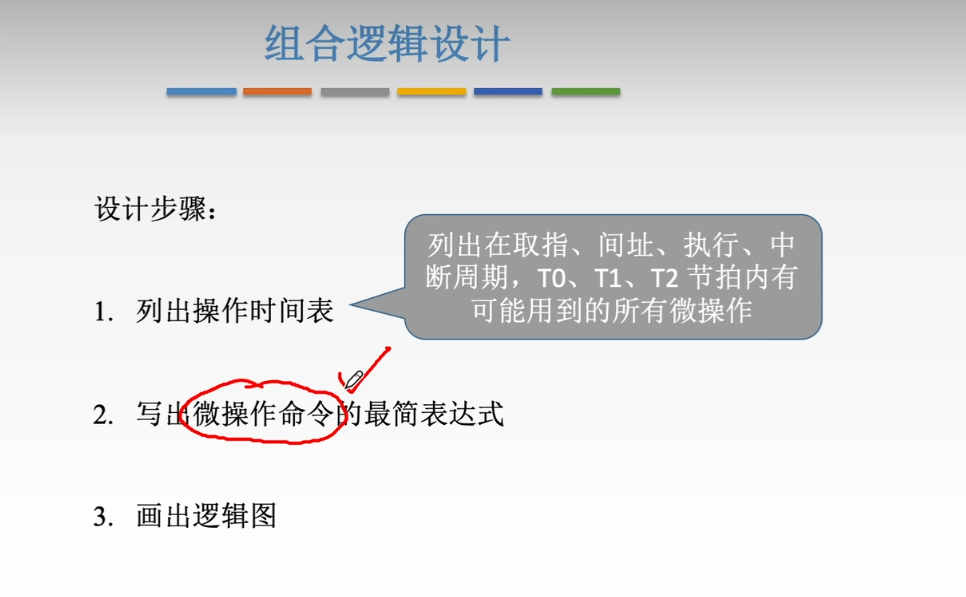 组合逻辑设计
设计步骤：
列出在取指、间址、执行、中
断周期，T0、T1、T2 节拍内有
可能用到的所有微操作
1. 列出操作时间表
2. 写出微操作命令的最简表达式
3. 画出逻辑图